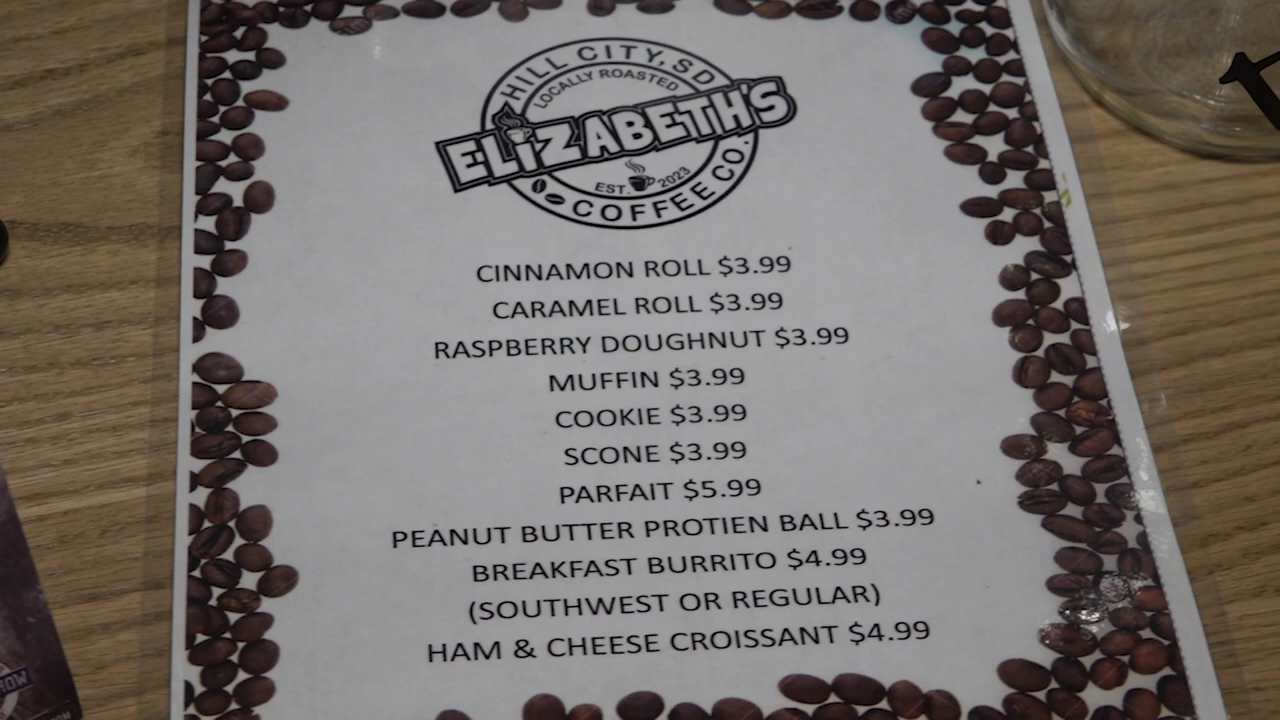 HILL CITY, SD
LOCALLY ROASTED
ELIZABETH'S
EST. 2023
COFFEE CO.
CINNAMON ROLL $3.99
CARAMEL ROLL $3.99
RASPBERRY DOUGHNUT $3.99
MUFFIN $3.99
COOKIE $3.99
SCONE $3.99
PARFAIT $5.99
PEANUT BUTTER PROTIEN BALL $3.99
BREAKFAST BURRITO $4.99
(SOUTHWEST OR REGULAR)
HAM & CHEESE CROISSANT $4.99